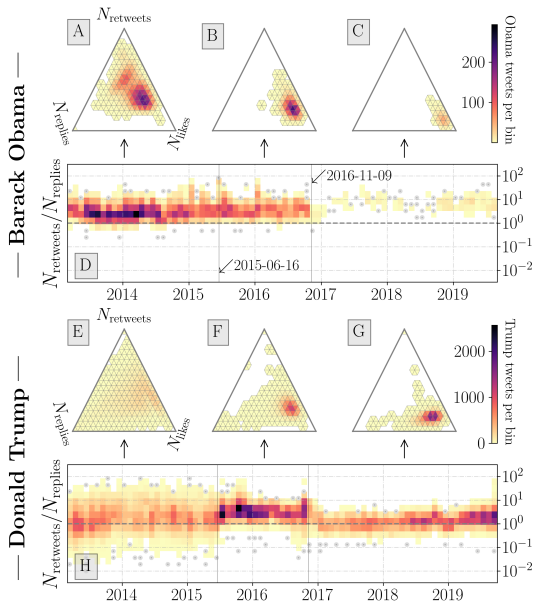 N_retweets
A
B
C
N_replies
N_likes
200
100
Obama tweets per bin
— Barack Obama —
N_retweets/N_replies
2016-11-09
2015-06-16
D
10^2
10^1
10^0
10^-1
10^-2
2014 2015 2016 2017 2018 2019
N_retweets
E
F
G
N_replies
N_likes
2000
1000
0
Trump tweets per bin
— Donald Trump —
N_retweets/N_replies
H
10^2
10^1
10^0
10^-1
10^-2
2014 2015 2016 2017 2018 2019